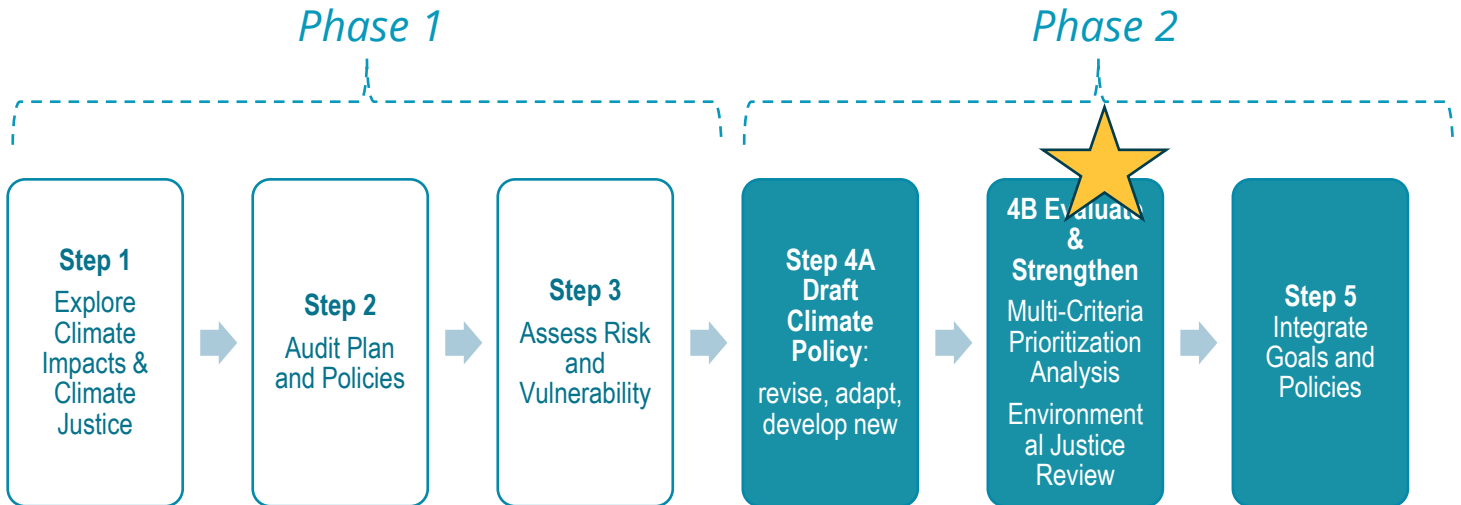 Phase 1
Phase 2
Step 1
Explore
Climate
Impacts &
Climate
Justice
Step 2
Audit Plan
and Policies
Step 3
Assess Risk
and
Vulnerability
Step 4A
Draft
Climate
Policy:
revise, adapt,
develop new
4B Evaluate
&
Strengthen
Multi-Criteria
Prioritization
Analysis
Environment
al Justice
Review
Step 5
Integrate
Goals and
Policies